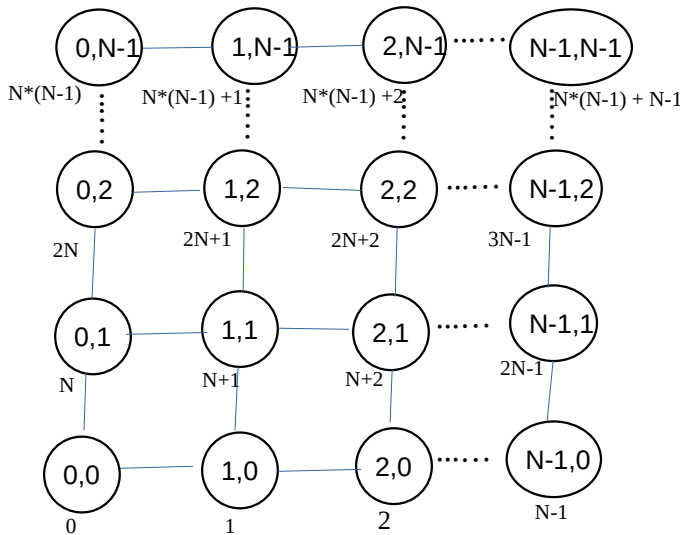 0,N-1 1,N-1 2,N-1 N-1,N-1
N*(N-1) N*(N-1) +1 N*(N-1) +2 N*(N-1) + N-1
0,2 1,2 2,2 N-1,2
2N 2N+1 2N+2 3N-1
0,1 1,1 2,1 N-1,1
N N+1 N+2 2N-1
0,0 1,0 2,0 N-1,0
0 1 2 N-1